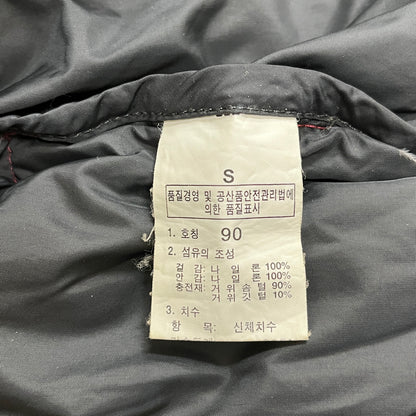 S
품질경영 및 공산품안전관리법에
의한 품질표시
1. 호칭 90
2. 섬유의 조성
겉 감: 나 일 론 100%
안 감: 나 일 론 100%
충전재: 거 위 솜 털 90%
거 위 깃 털 10%
3. 치수
항 목: 신체치수